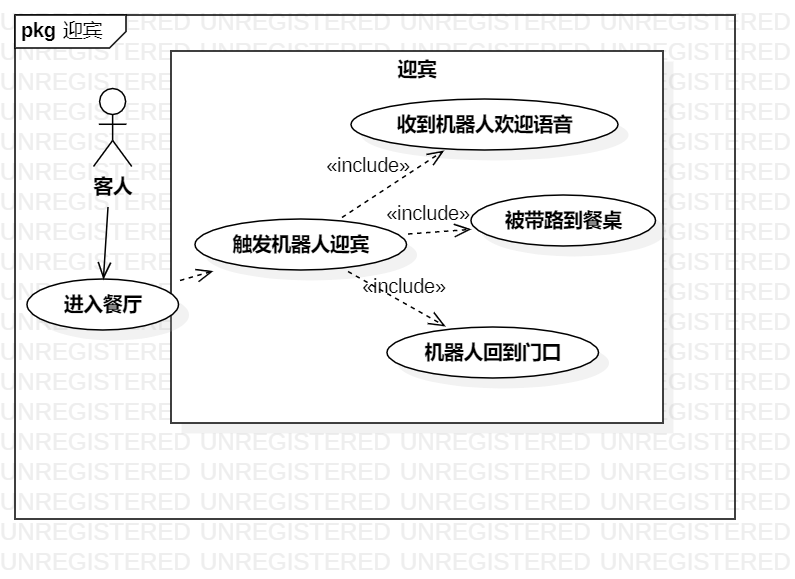 pkg 迎宾
迎宾
收到机器人欢迎语音
«include»
客人
«include»
被带路到餐桌
触发机器人迎宾
«include»
进入餐厅
机器人回到门口
UNREGISTERED UNREGISTERED UNREGISTERED UNREGISTERED